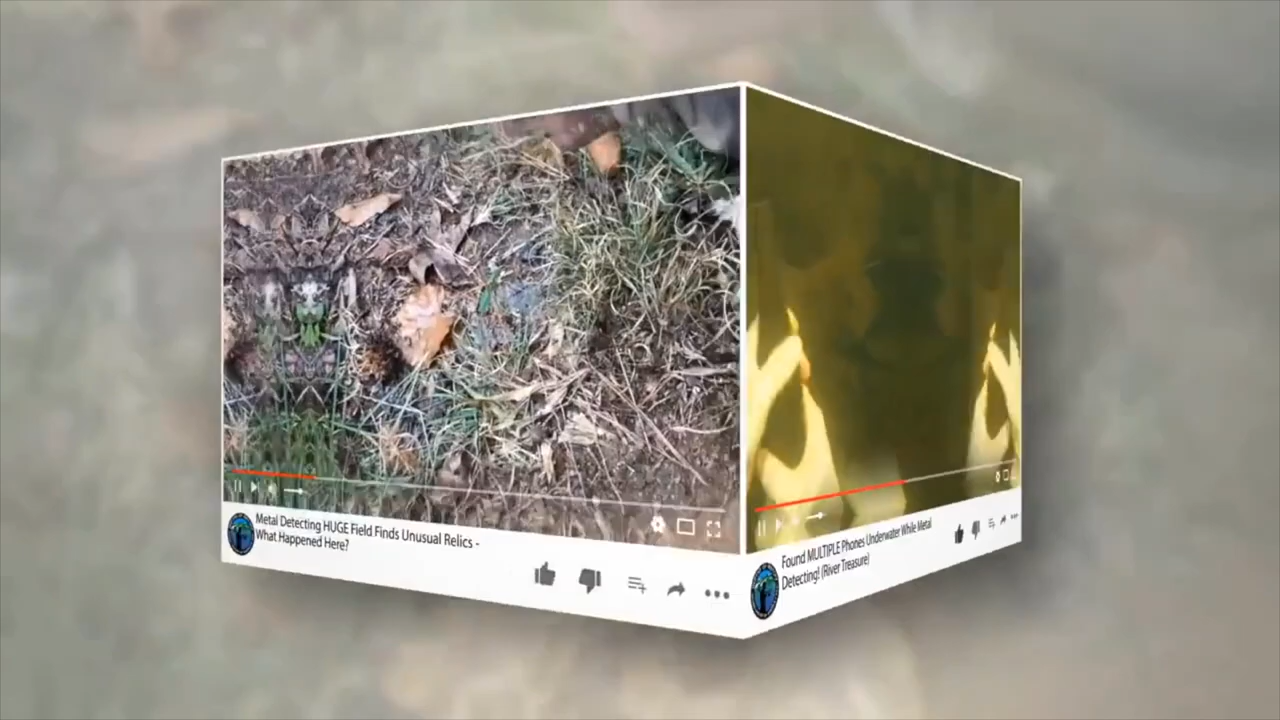 Metal Detecting HUGE Field Finds Unusual Relics -
What Happened Here?
Found MULTIPLE Phones Underwater While Metal
Detecting! (River Treasure)